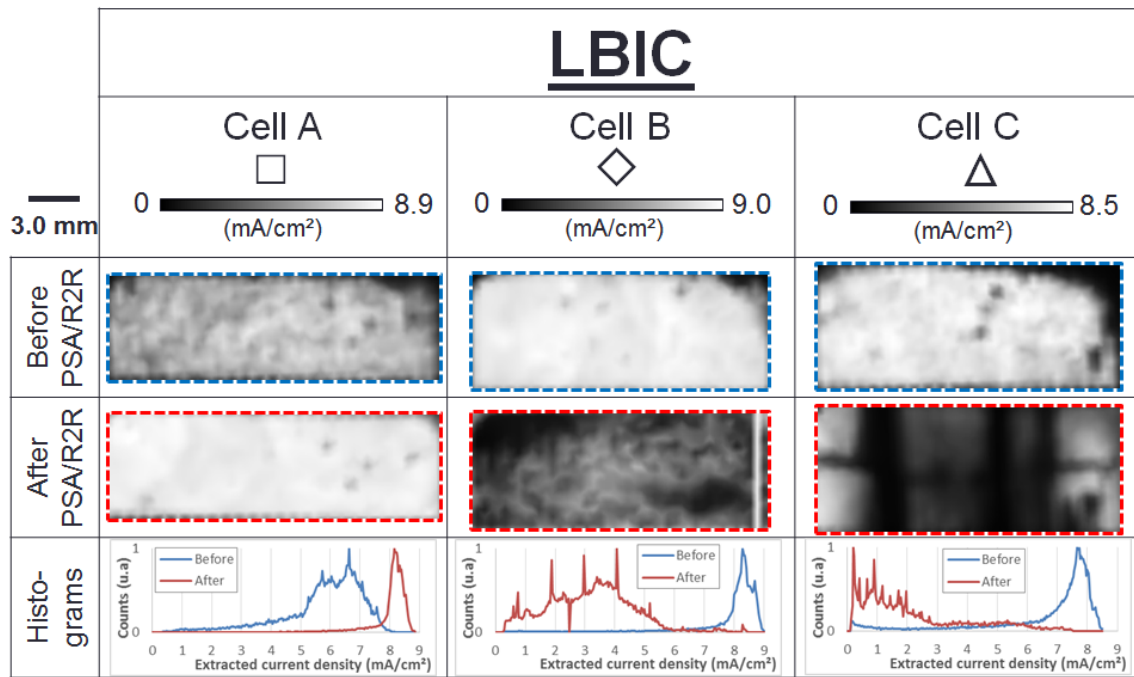 LBIC
Cell A
Cell B
Cell C
3.0 mm
0 8.9
(mA/cm²)
0 9.0
(mA/cm²)
0 8.5
(mA/cm²)
Before
PSA/R2R
After
PSA/R2R
Histo-
grams
Counts (u.a)
1
0
Before
After
0 1 2 3 4 5 6 7 8 9
Extracted current density (mA/cm²)
Counts (u.a)
1
0
Before
After
0 1 2 3 4 5 6 7 8 9
Extracted current density (mA/cm²)
Counts (u.a)
1
0
Before
After
0 1 2 3 4 5 6 7 8 9
Extracted current density (mA/cm²)